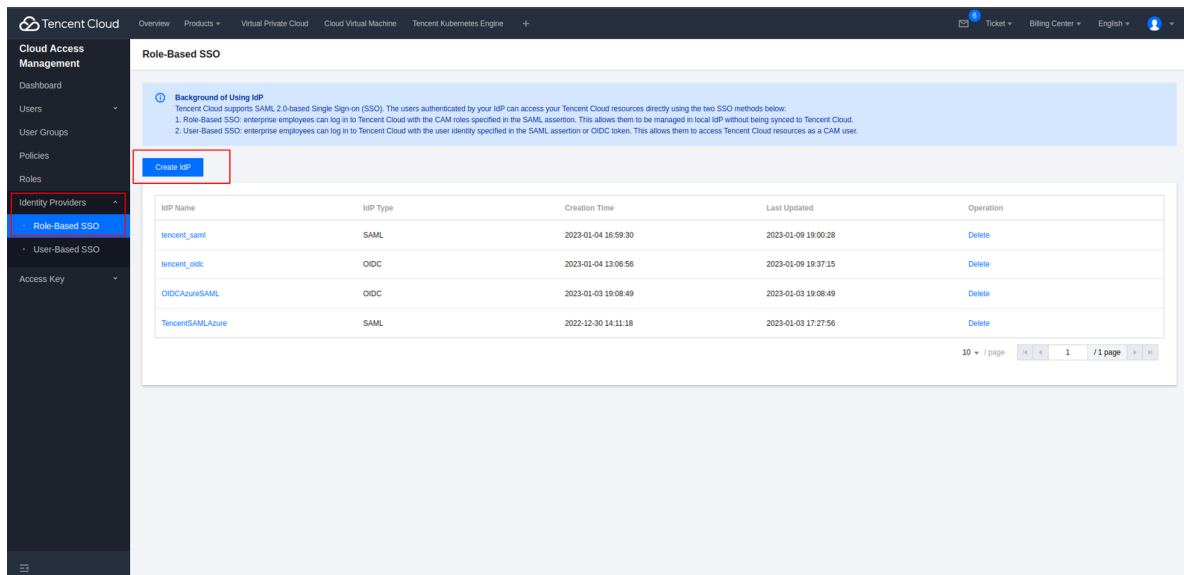 Tencent Cloud
Overview Products Virtual Private Cloud Cloud Virtual Machine Tencent Kubernetes Engine +
6
Ticket Billing Center English
Cloud Access
Management
Dashboard
Users
User Groups
Policies
Roles
Identity Providers
Role-Based SSO
User-Based SSO
Access Key
Role-Based SSO
Background of Using IdP
Tencent Cloud supports SAML 2.0-based Single Sign-on (SSO). The users authenticated by your IdP can access your Tencent Cloud resources directly using the two SSO methods below:
1. Role-Based SSO: enterprise employees can log in to Tencent Cloud with the CAM roles specified in the SAML assertion. This allows them to be managed in local IdP without being synced to Tencent Cloud.
2. User-Based SSO: enterprise employees can log in to Tencent Cloud with the user identity specified in the SAML assertion or OIDC token. This allows them to access Tencent Cloud resources as a CAM user.
Create IdP
IdP Name IdP Type Creation Time Last Updated Operation
tencent_saml SAML 2023-01-04 16:59:30 2023-01-09 19:00:28 Delete
tencent_oidc OIDC 2023-01-04 13:06:56 2023-01-09 19:37:15 Delete
OIDCAzureSAML OIDC 2023-01-03 19:08:49 2023-01-03 19:08:49 Delete
TencentSAMLAzure SAML 2022-12-30 14:11:18 2023-01-03 17:27:56 Delete
10 / page 1 / 1 page